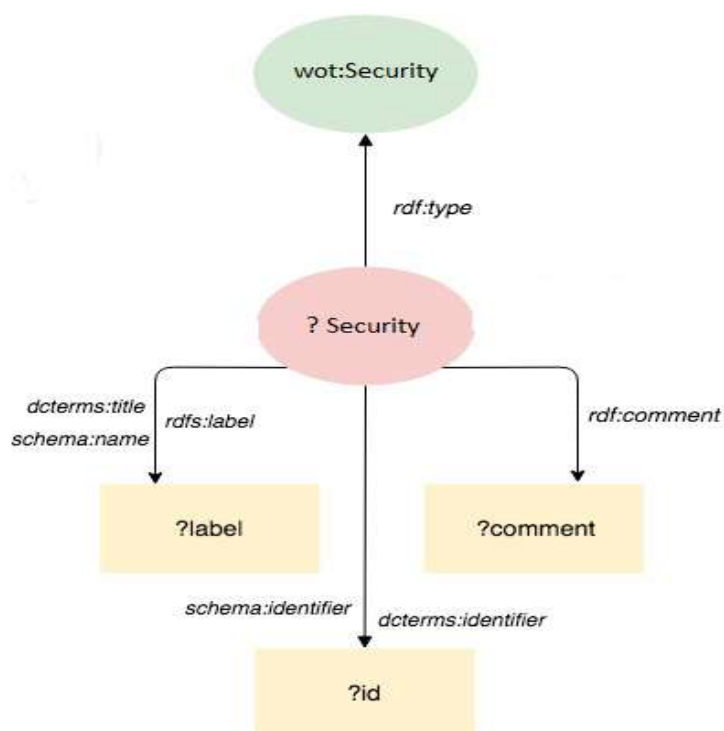 wot:Security
rdf:type
? Security
dcterms:title
rdfs:label
schema:name
rdf:comment
?label
?comment
schema:identifier
dcterms:identifier
?id